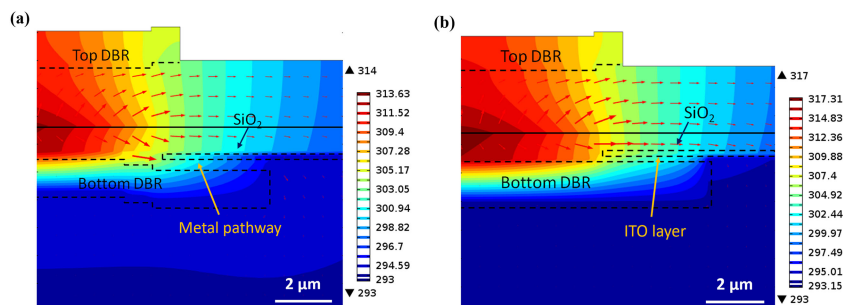 (a)
Top DBR
SiO2
Bottom DBR
Metal pathway
2 μm
▲ 314
313.63
311.52
309.4
307.28
305.17
303.05
300.94
298.82
296.7
294.59
293
▼ 293
(b)
Top DBR
SiO2
Bottom DBR
ITO layer
2 μm
▲ 317
317.31
314.83
312.36
309.88
307.4
304.92
302.44
299.97
297.49
295.01
293.15
▼ 293